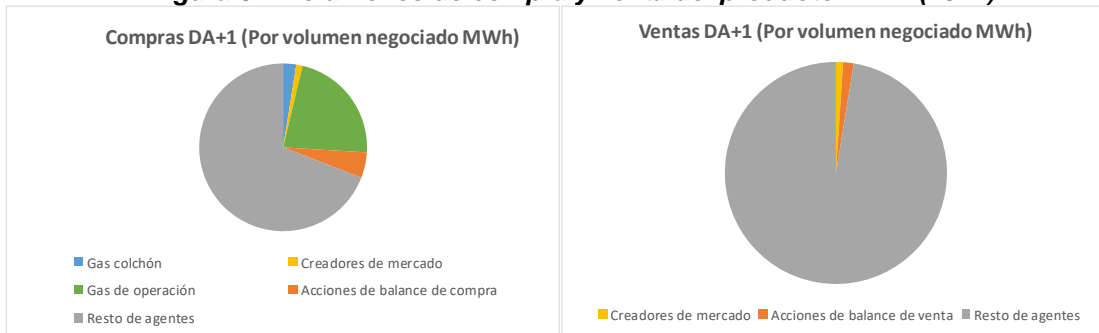 Compras DA+1 (Por volumen negociado MWh)
Gas colchón
Creadores de mercado
Gas de operación
Acciones de balance de compra
Resto de agentes
Ventas DA+1 (Por volumen negociado MWh)
Creadores de mercado Acciones de balance de venta Resto de agentes